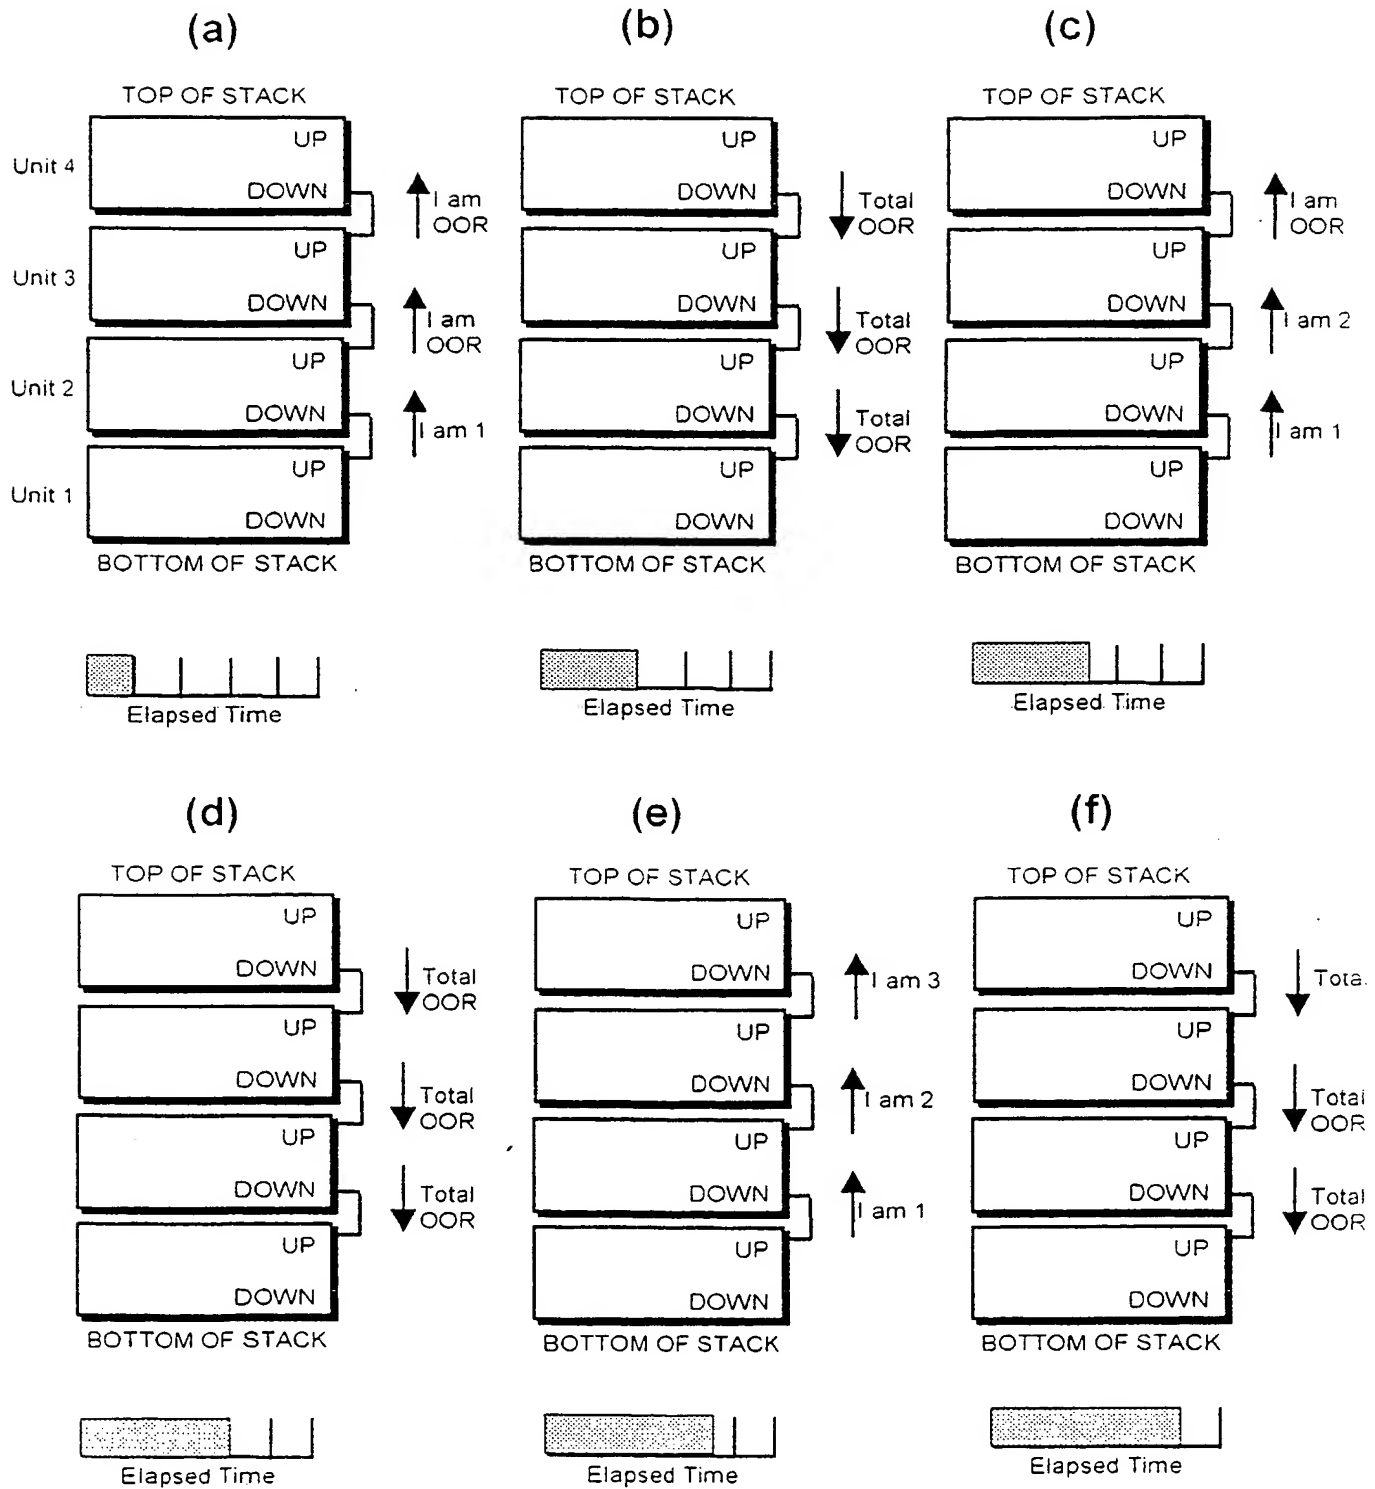 (a)
TOP OF STACK
Unit 4
UP
DOWN
I am
OOR
Unit 3
UP
DOWN
I am
OOR
Unit 2
UP
DOWN
I am 1
Unit 1
UP
DOWN
BOTTOM OF STACK
Elapsed Time
(b)
TOP OF STACK
UP
DOWN
Total
OOR
UP
DOWN
Total
OOR
UP
DOWN
Total
OOR
UP
DOWN
BOTTOM OF STACK
Elapsed Time
(c)
TOP OF STACK
UP
DOWN
I am
OOR
UP
DOWN
I am 2
UP
DOWN
I am 1
UP
DOWN
BOTTOM OF STACK
Elapsed Time
(d)
TOP OF STACK
UP
DOWN
Total
OOR
UP
DOWN
Total
OOR
UP
DOWN
Total
OOR
UP
DOWN
BOTTOM OF STACK
Elapsed Time
(e)
TOP OF STACK
UP
DOWN
I am 3
UP
DOWN
I am 2
UP
DOWN
I am 1
UP
DOWN
BOTTOM OF STACK
Elapsed Time
(f)
TOP OF STACK
UP
DOWN
UP
DOWN
Total
OOR
UP
DOWN
Total
OOR
UP
DOWN
BOTTOM OF STACK
Elapsed Time